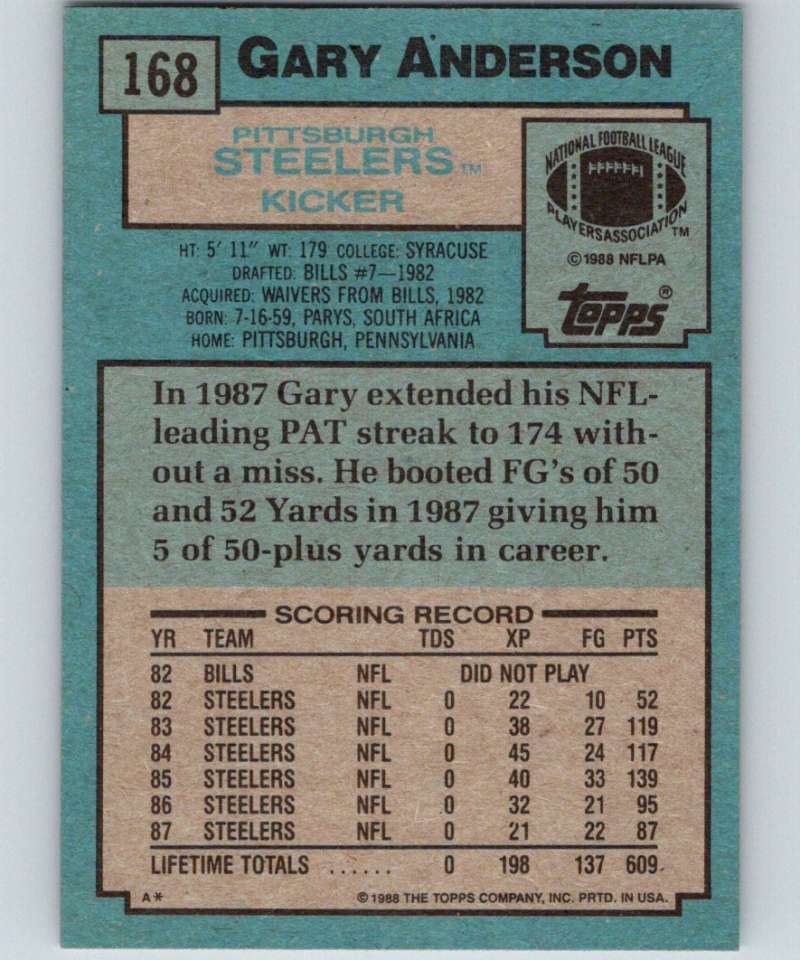 168
GARY ANDERSON
PITTSBURGH
STEELERS™
KICKER
NATIONAL FOOTBALL LEAGUE
PLAYERS ASSOCIATION™
©1988 NFLPA
Topps®
HT: 5' 11" WT: 179 COLLEGE: SYRACUSE
DRAFTED: BILLS #7—1982
ACQUIRED: WAIVERS FROM BILLS, 1982
BORN: 7-16-59, PARYS, SOUTH AFRICA
HOME: PITTSBURGH, PENNSYLVANIA
In 1987 Gary extended his NFL-
leading PAT streak to 174 with-
out a miss. He booted FG's of 50
and 52 Yards in 1987 giving him
5 of 50-plus yards in career.
SCORING RECORD
YR TEAM TDS XP FG PTS
82 BILLS NFL DID NOT PLAY
82 STEELERS NFL 0 22 10 52
83 STEELERS NFL 0 38 27 119
84 STEELERS NFL 0 45 24 117
85 STEELERS NFL 0 40 33 139
86 STEELERS NFL 0 32 21 95
87 STEELERS NFL 0 21 22 87
LIFETIME TOTALS ...... 0 198 137 609
A* ©1988 THE TOPPS COMPANY, INC. PRTD. IN USA.